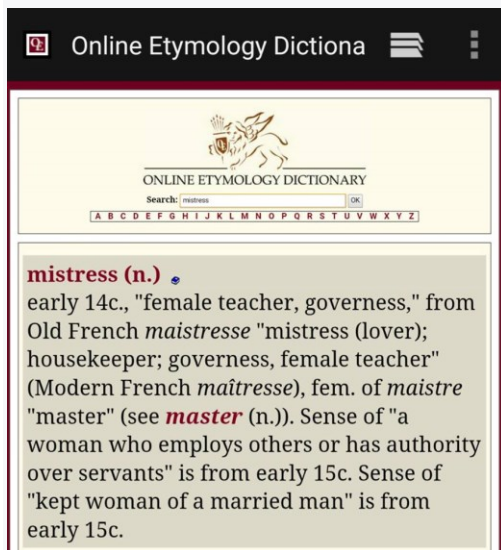 Online Etymology Dictiona
ONLINE ETYMOLOGY DICTIONARY
Search: mistress OK
A B C D E F G H I J K L M N O P Q R S T U V W X Y Z
mistress (n.)
early 14c., "female teacher, governess," from
Old French maistresse "mistress (lover);
housekeeper; governess, female teacher"
(Modern French maîtresse), fem. of maistre
"master" (see master (n.)). Sense of "a
woman who employs others or has authority
over servants" is from early 15c. Sense of
"kept woman of a married man" is from
early 15c.